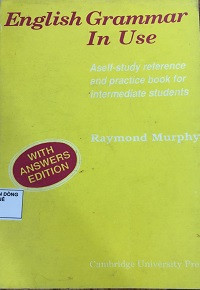 English Grammar
In Use
A self-study reference
and practice book for
intermediate students
Raymond Murphy
WITH
ANSWERS
EDITION
N ĐÔNG
Cambridge University Pre